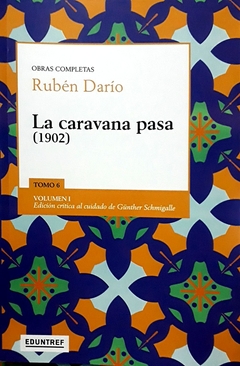 OBRAS COMPLETAS
Rubén Darío
La caravana pasa
(1902)
TOMO 6
VOLUMEN I
Edición crítica al cuidado de Günther Schmigalle
EDUNTREF